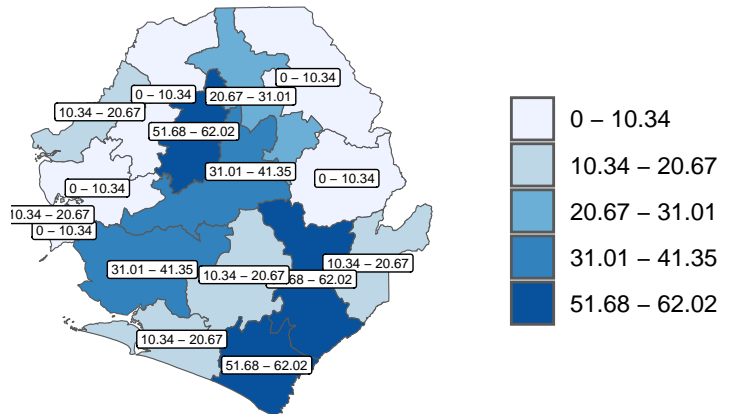 0 – 10.34
0 – 10.34
20.67 – 31.01
10.34 – 20.67
51.68 – 62.02
31.01 – 41.35
0 – 10.34
0 – 10.34
10.34 – 20.67
0 – 10.34
10.34 – 20.67
31.01 – 41.35
10.34 – 20.67
68 – 62.02
10.34 – 20.67
51.68 – 62.02
0 – 10.34
10.34 – 20.67
20.67 – 31.01
31.01 – 41.35
51.68 – 62.02